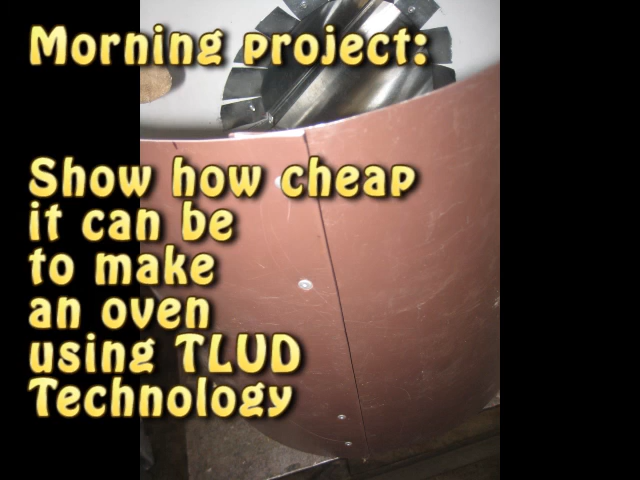 Morning project:
Show how cheap
it can be
to make
an oven
using TLUD
Technology